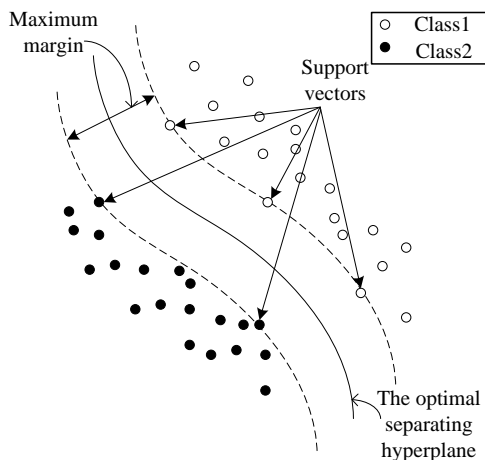 Maximum
margin
Class1
Class2
Support
vectors
The optimal
separating
hyperplane